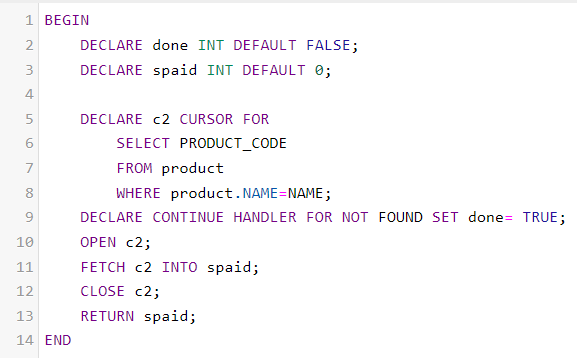 1 BEGIN
2 DECLARE done INT DEFAULT FALSE;
3 DECLARE spaid INT DEFAULT 0;
4
5 DECLARE c2 CURSOR FOR
6 SELECT PRODUCT_CODE
7 FROM product
8 WHERE product.NAME=NAME;
9 DECLARE CONTINUE HANDLER FOR NOT FOUND SET done= TRUE;
10 OPEN c2;
11 FETCH c2 INTO spaid;
12 CLOSE c2;
13 RETURN spaid;
14 END